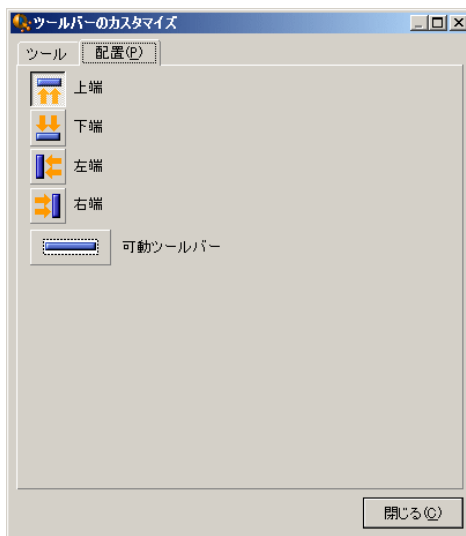 ツールバーのカスタマイズ
ツール 配置(P)
上端
下端
左端
右端
可動ツールバー
閉じる(C)